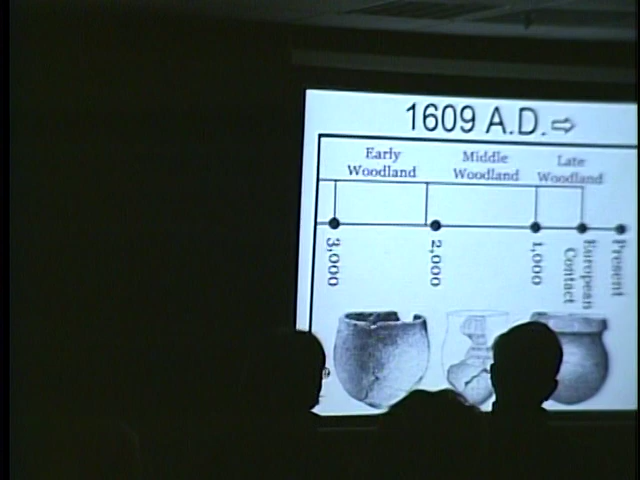 1609 A.D. ⇨
Early
Woodland
Middle
Woodland
Late
Woodland
3,000
2,000
1,000
European
Contact
Present